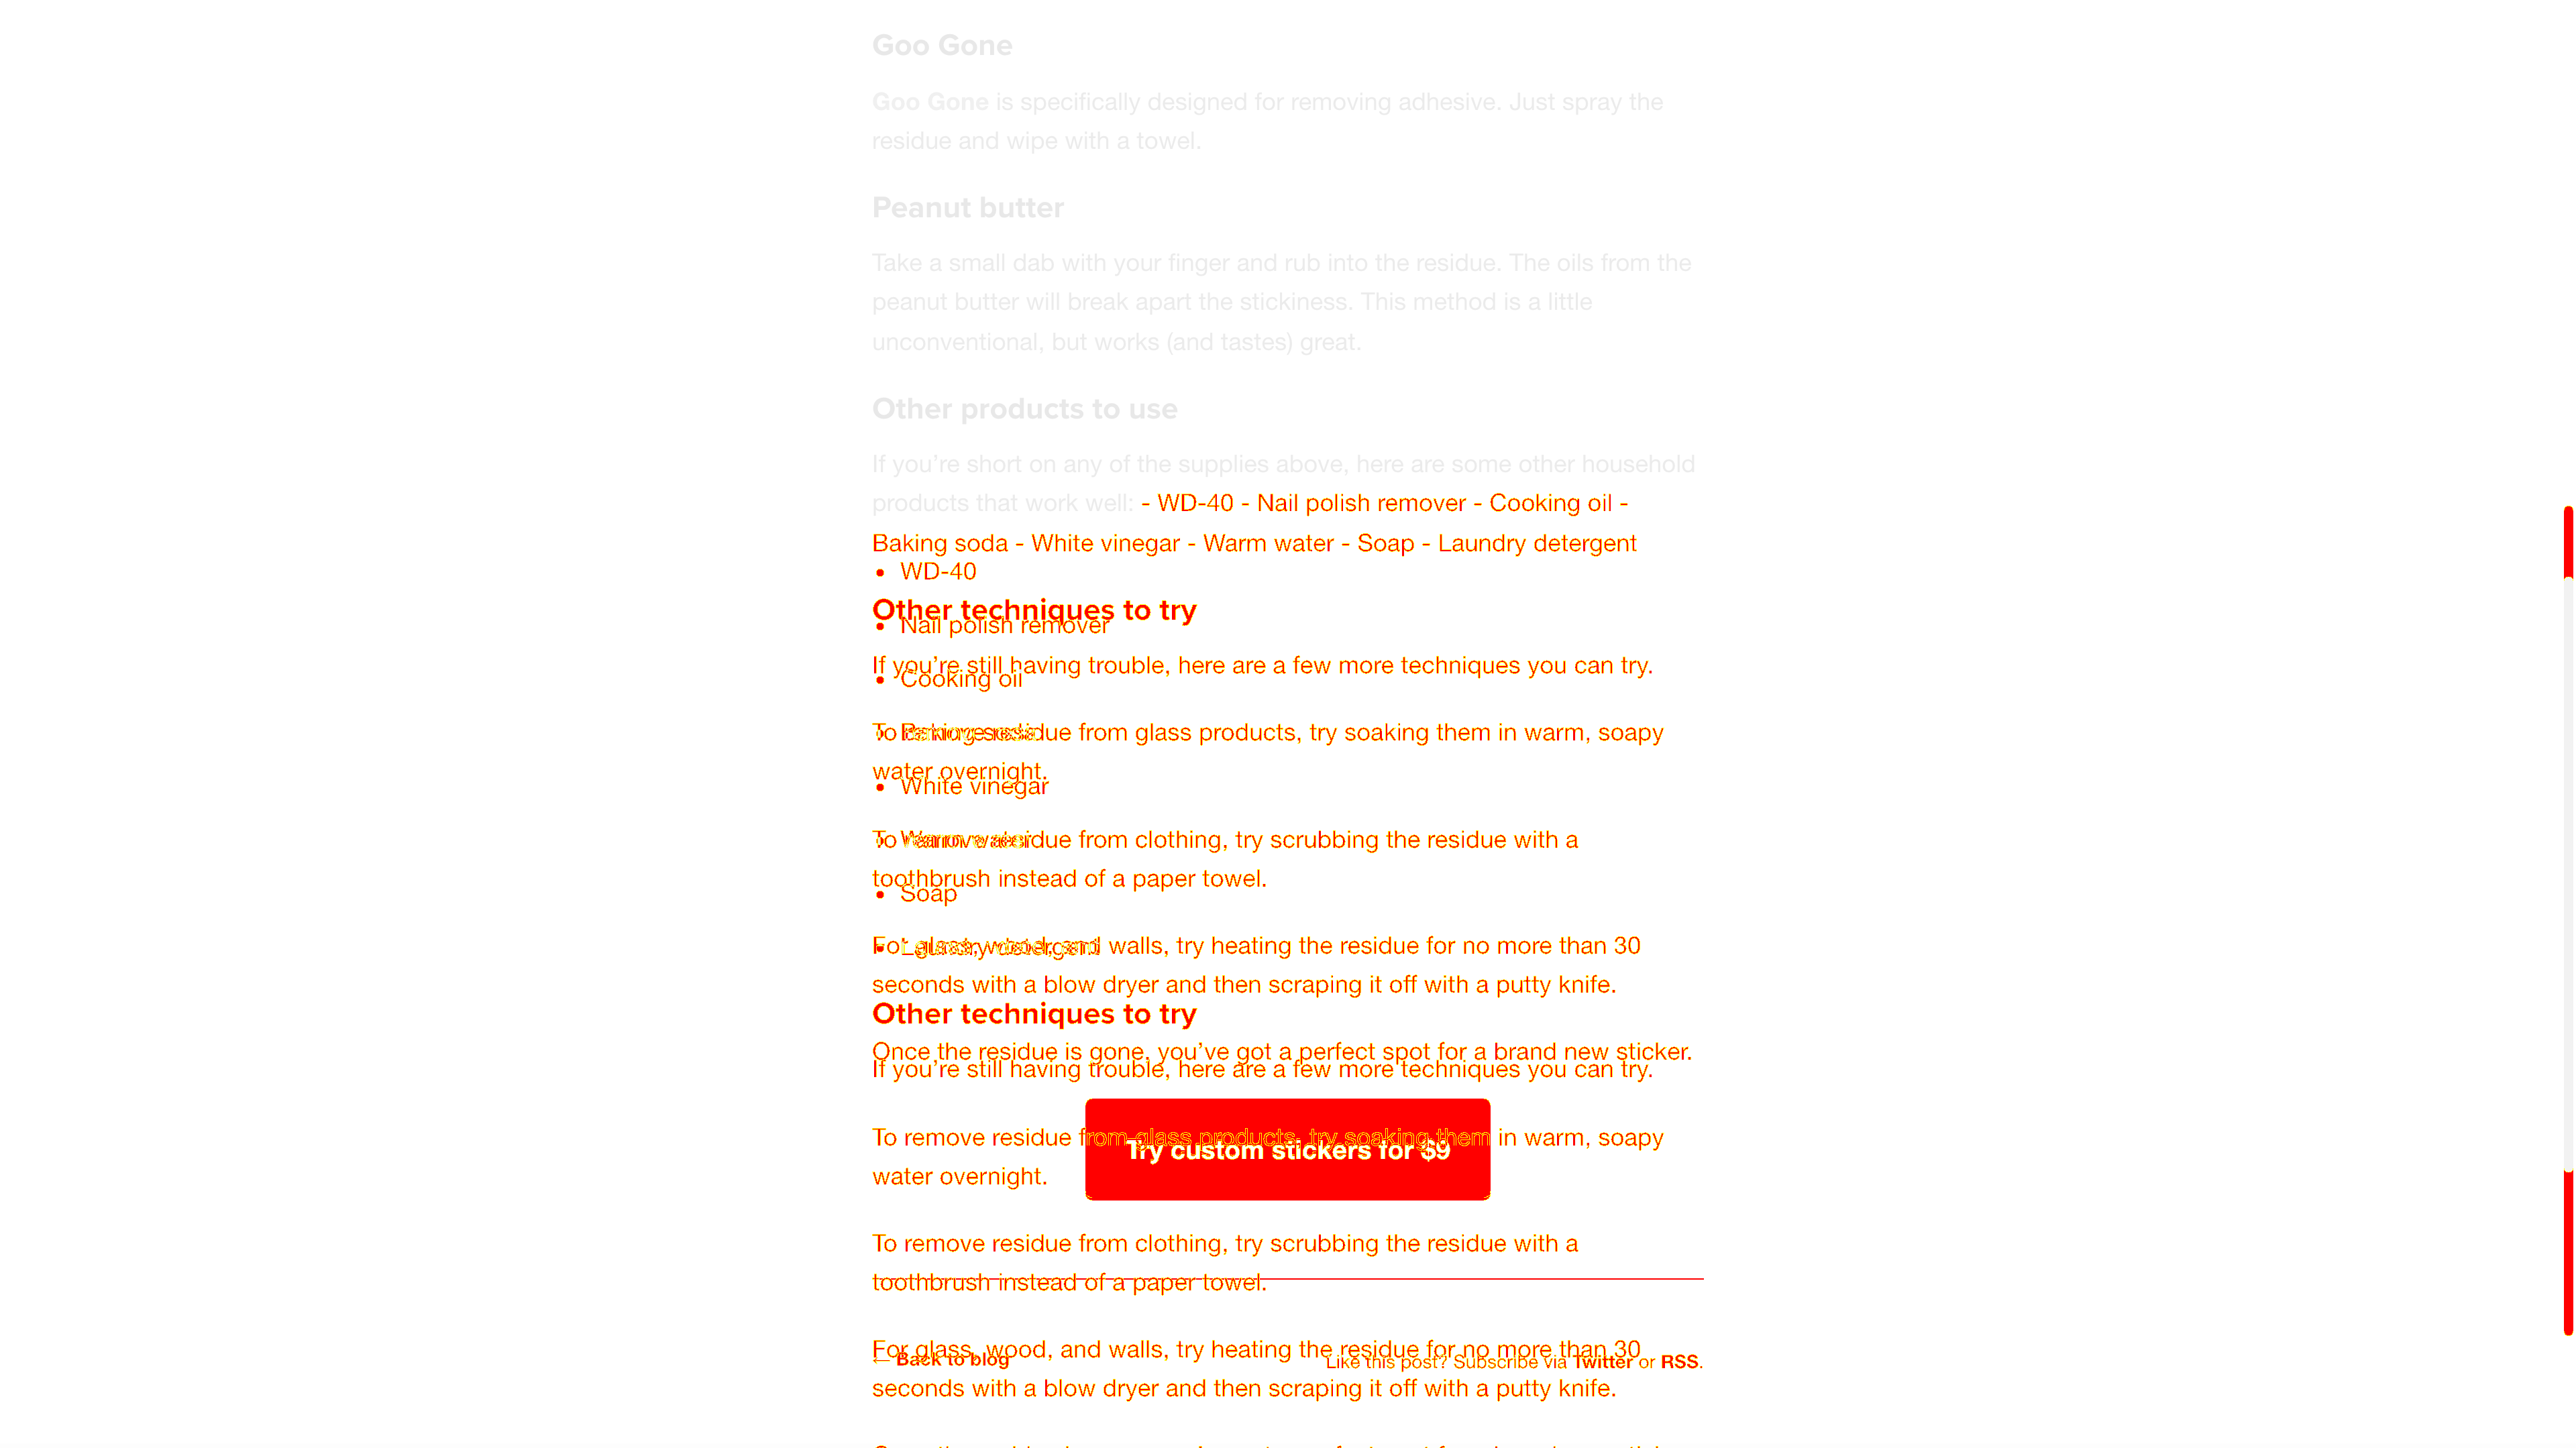 Goo Gone
Goo Gone is specifically designed for removing adhesive. Just spray the
residue and wipe with a towel.
Peanut butter
Take a small dab with your finger and rub into the residue. The oils from the
peanut butter will break apart the stickiness. This method is a little
unconventional, but works (and tastes) great.
Other products to use
If you’re short on any of the supplies above, here are some other household
products that work well: - WD-40 - Nail polish remover - Cooking oil -
Baking soda - White vinegar - Warm water - Soap - Laundry detergent
• WD-40
Other techniques to try
• Nail polish remover
If you’re still having trouble, here are a few more techniques you can try.
• Cooking oil
To remove residue from glass products, try soaking them in warm, soapy
• Baking soda
water overnight.
• White vinegar
To remove residue from clothing, try scrubbing the residue with a
• Warm water
toothbrush instead of a paper towel.
• Soap
For glass, wood, and walls, try heating the residue for no more than 30
• Laundry detergent
seconds with a blow dryer and then scraping it off with a putty knife.
Other techniques to try
Once the residue is gone, you’ve got a perfect spot for a brand new sticker.
If you’re still having trouble, here are a few more techniques you can try.
To remove residue from glass products, try soaking them in warm, soapy
Try custom stickers for $9
water overnight.
To remove residue from clothing, try scrubbing the residue with a
toothbrush instead of a paper towel.
For glass, wood, and walls, try heating the residue for no more than 30
← Back to blog
Like this post? Subscribe via Twitter or RSS.
seconds with a blow dryer and then scraping it off with a putty knife.